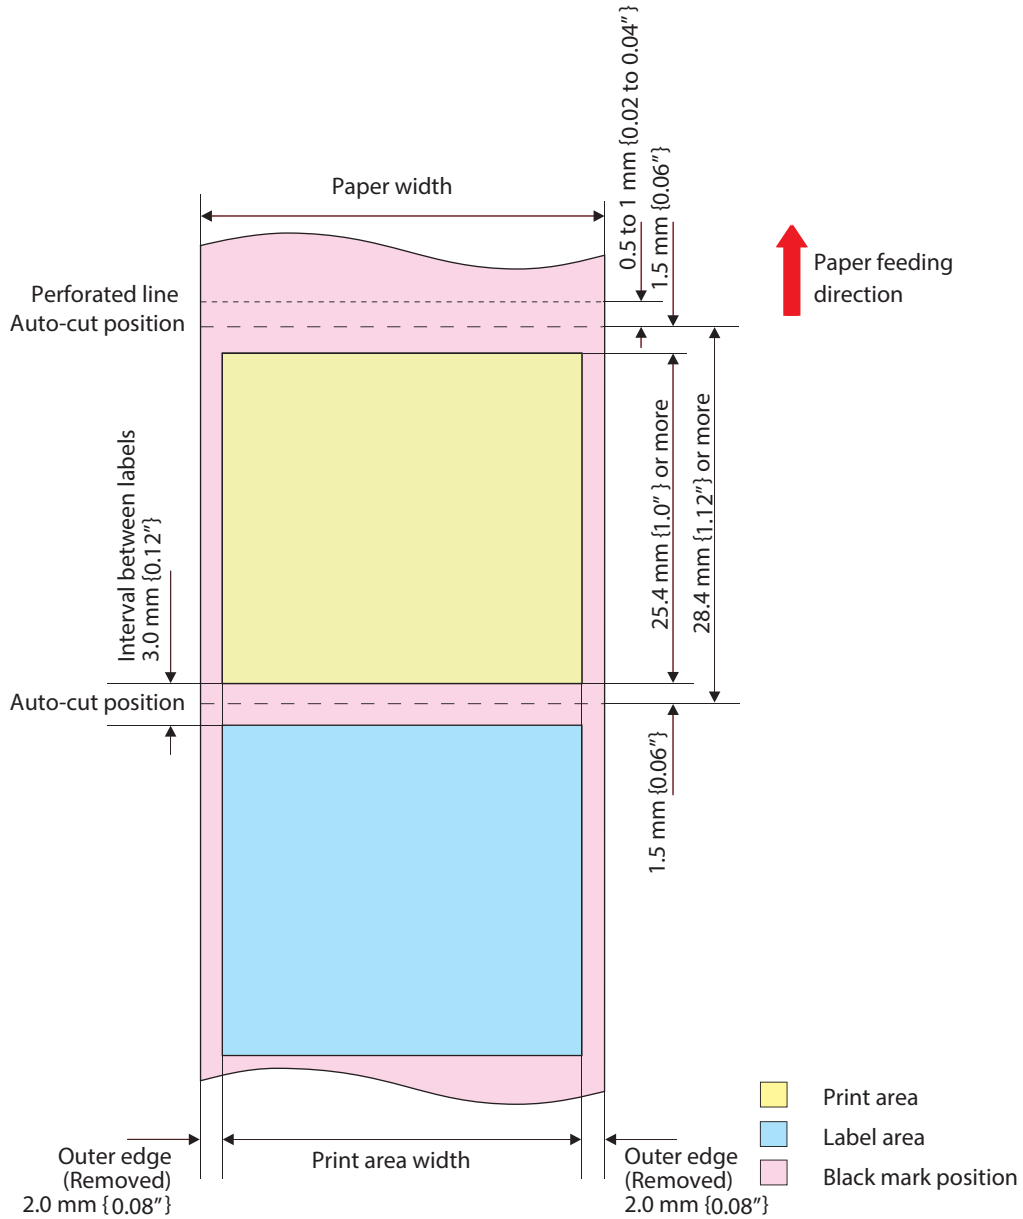 0.5 to 1 mm {0.02 to 0.04”}
1.5 mm {0.06”}
Paper width
Paper feeding
direction
Perforated line
Auto-cut position
25.4 mm {1.0” } or more
28.4 mm {1.12”} or more
Interval between labels
3.0 mm {0.12”}
Auto-cut position
1.5 mm {0.06”}
Print area
Label area
Black mark position
Outer edge
(Removed)
2.0 mm { 0.08” }
Print area width
Outer edge
(Removed)
2.0 mm { 0.08” }